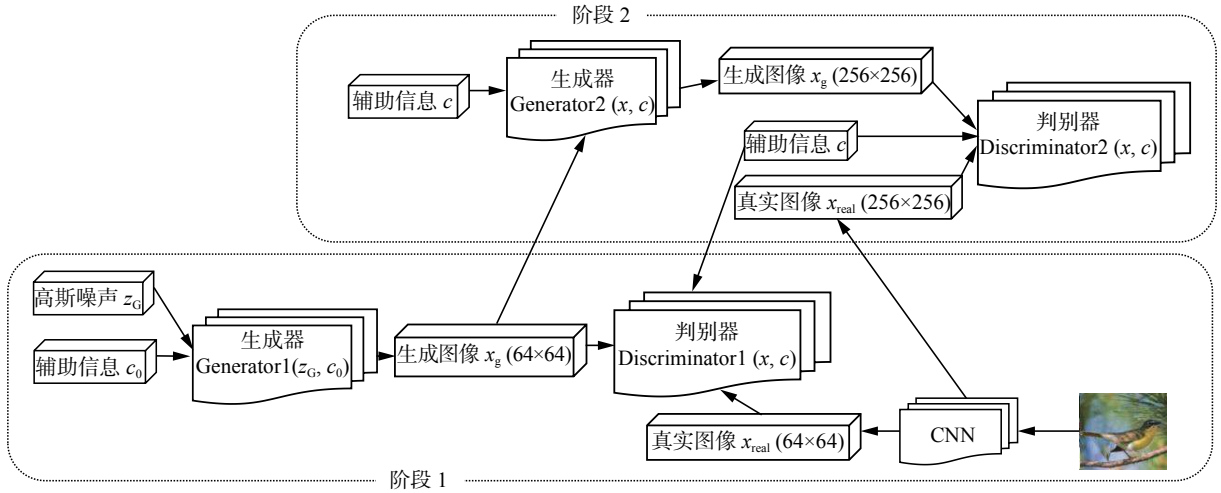 阶段 2
辅助信息 c
生成器
Generator2 (x, c)
生成图像 xg (256×256)
辅助信息 c
真实图像 xreal (256×256)
判别器
Discriminator2 (x, c)
高斯噪声 zG
辅助信息 c0
生成器
Generator1(zG, c0)
生成图像 xg (64×64)
判别器
Discriminator1 (x, c)
真实图像 xreal (64×64)
CNN
阶段 1